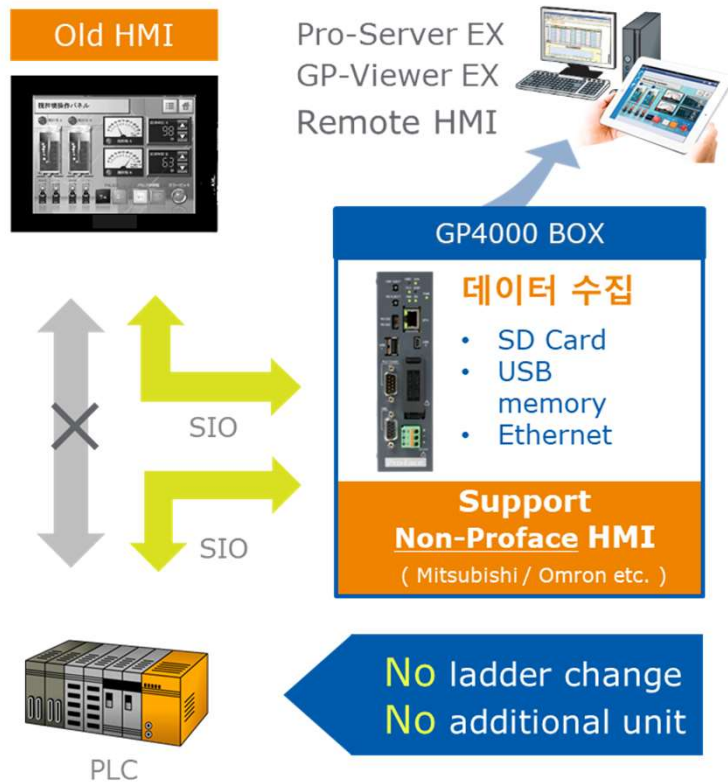 Old HMI
Pro-Server EX
GP-Viewer EX
Remote HMI
GP4000 BOX
데이터 수집
• SD Card
• USB
memory
• Ethernet
SIO
SIO
Support
Non-Proface HMI
( Mitsubishi / Omron etc. )
No ladder change
No additional unit
PLC